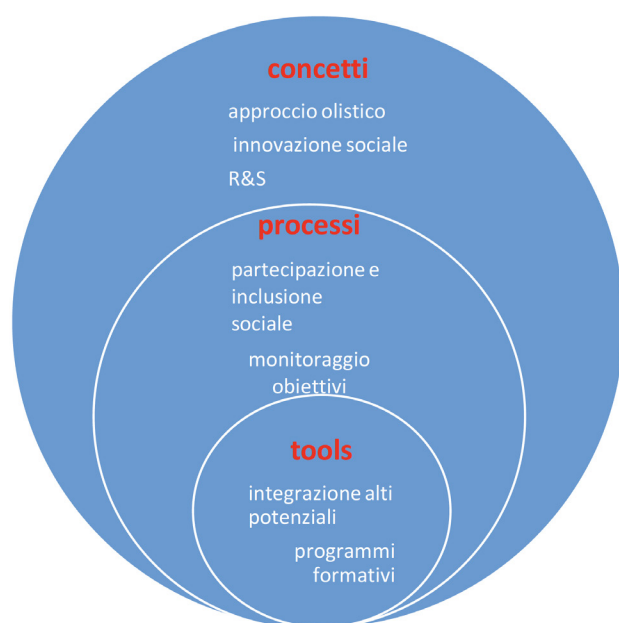 concetti
approccio olistico
innovazione sociale
R&S
processi
partecipazione e
inclusione
sociale
monitoraggio
obiettivi
tools
integrazione alti
potenziali
programmi
formativi